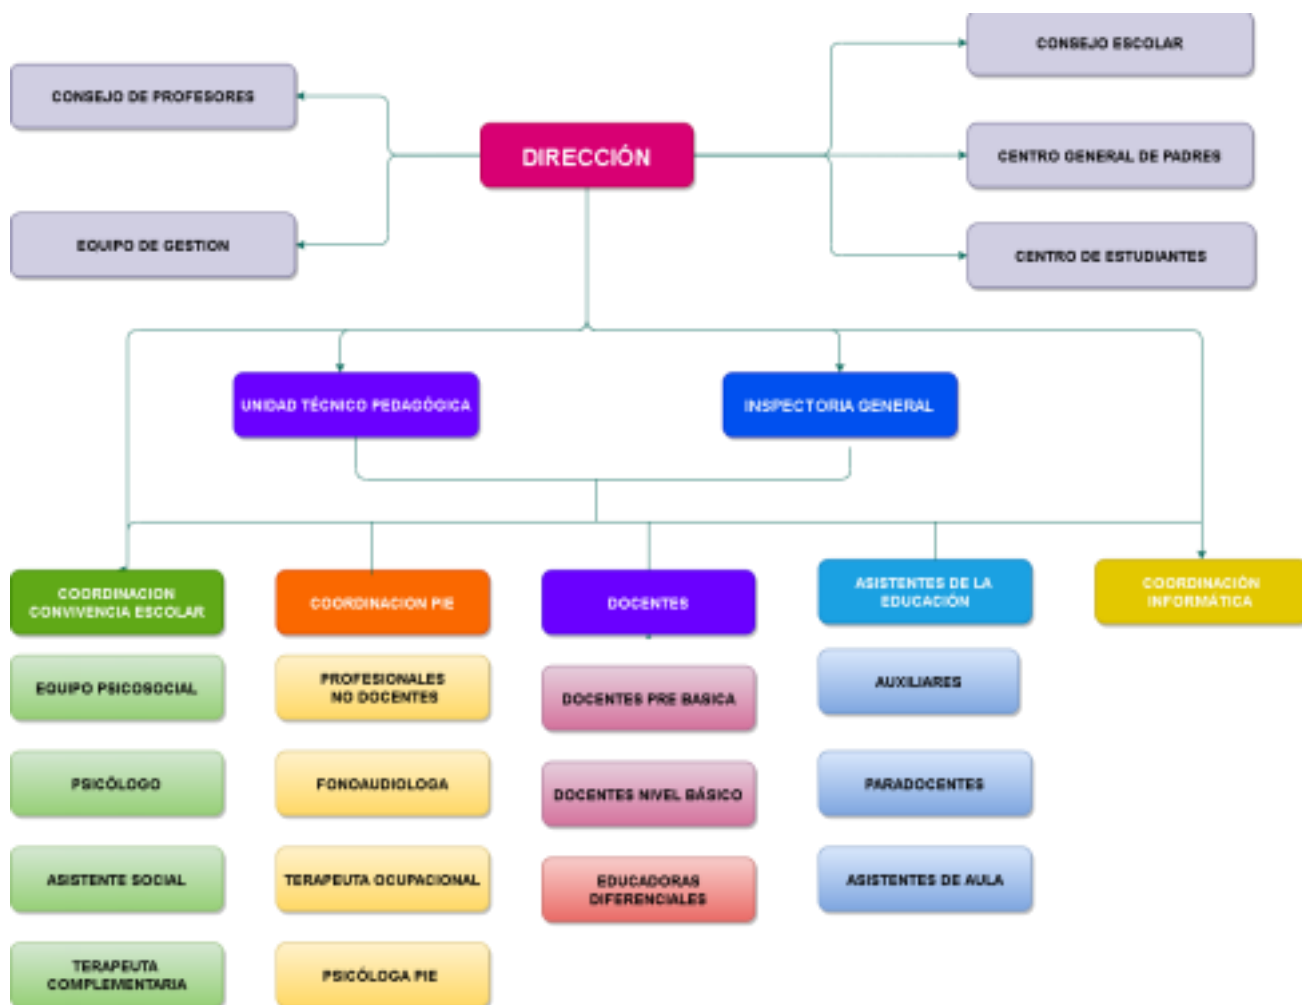 CONSEJO ESCOLAR
CONSEJO DE PROFESORES
DIRECCIÓN
CENTRO GENERAL DE PADRES
EQUIPO DE GESTION
CENTRO DE ESTUDIANTES
UNIDAD TÉCNICO PEDAGÓGICA
INSPECTORIA GENERAL
COORDINACION
CONVIVENCIA ESCOLAR
COORDINACION PIE
DOCENTES
ASISTENTES DE LA
EDUCACIÓN
COORDINACIÓN
INFORMÁTICA
EQUIPO PSICOSOCIAL
PROFESIONALES
NO DOCENTES
DOCENTES PRE BASICA
AUXILIARES
PSICÓLOGO
FONOAUDIOLOGA
DOCENTES NIVEL BÁSICO
PARADOCENTES
ASISTENTE SOCIAL
TERAPEUTA OCUPACIONAL
EDUCADORAS
DIFERENCIALES
ASISTENTES DE AULA
TERAPEUTA
COMPLEMENTARIA
PSICÓLOGA PIE